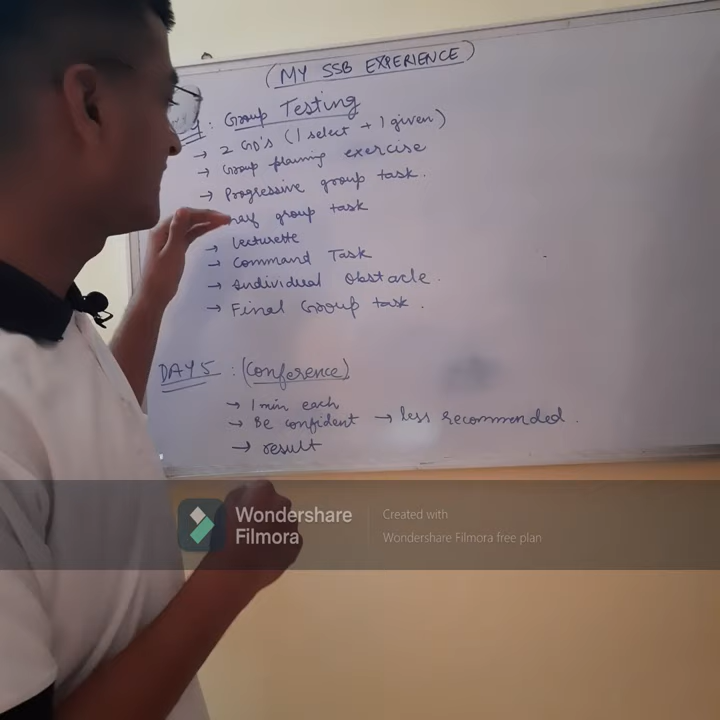 (MY SSB EXPERIENCE)
: Group Testing
→ 2 GD's (1 select + 1 given)
→ Group planning exercise
→ Progressive group task.
group task
→ Lecturette
→ Command Task
→ individual obstacle.
→ Final Group task.
DAY 5 : (Conference)
→ 1 min each
→ Be confident → less recommended.
→ result
Wondershare Filmora
Created with
Wondershare Filmora free plan